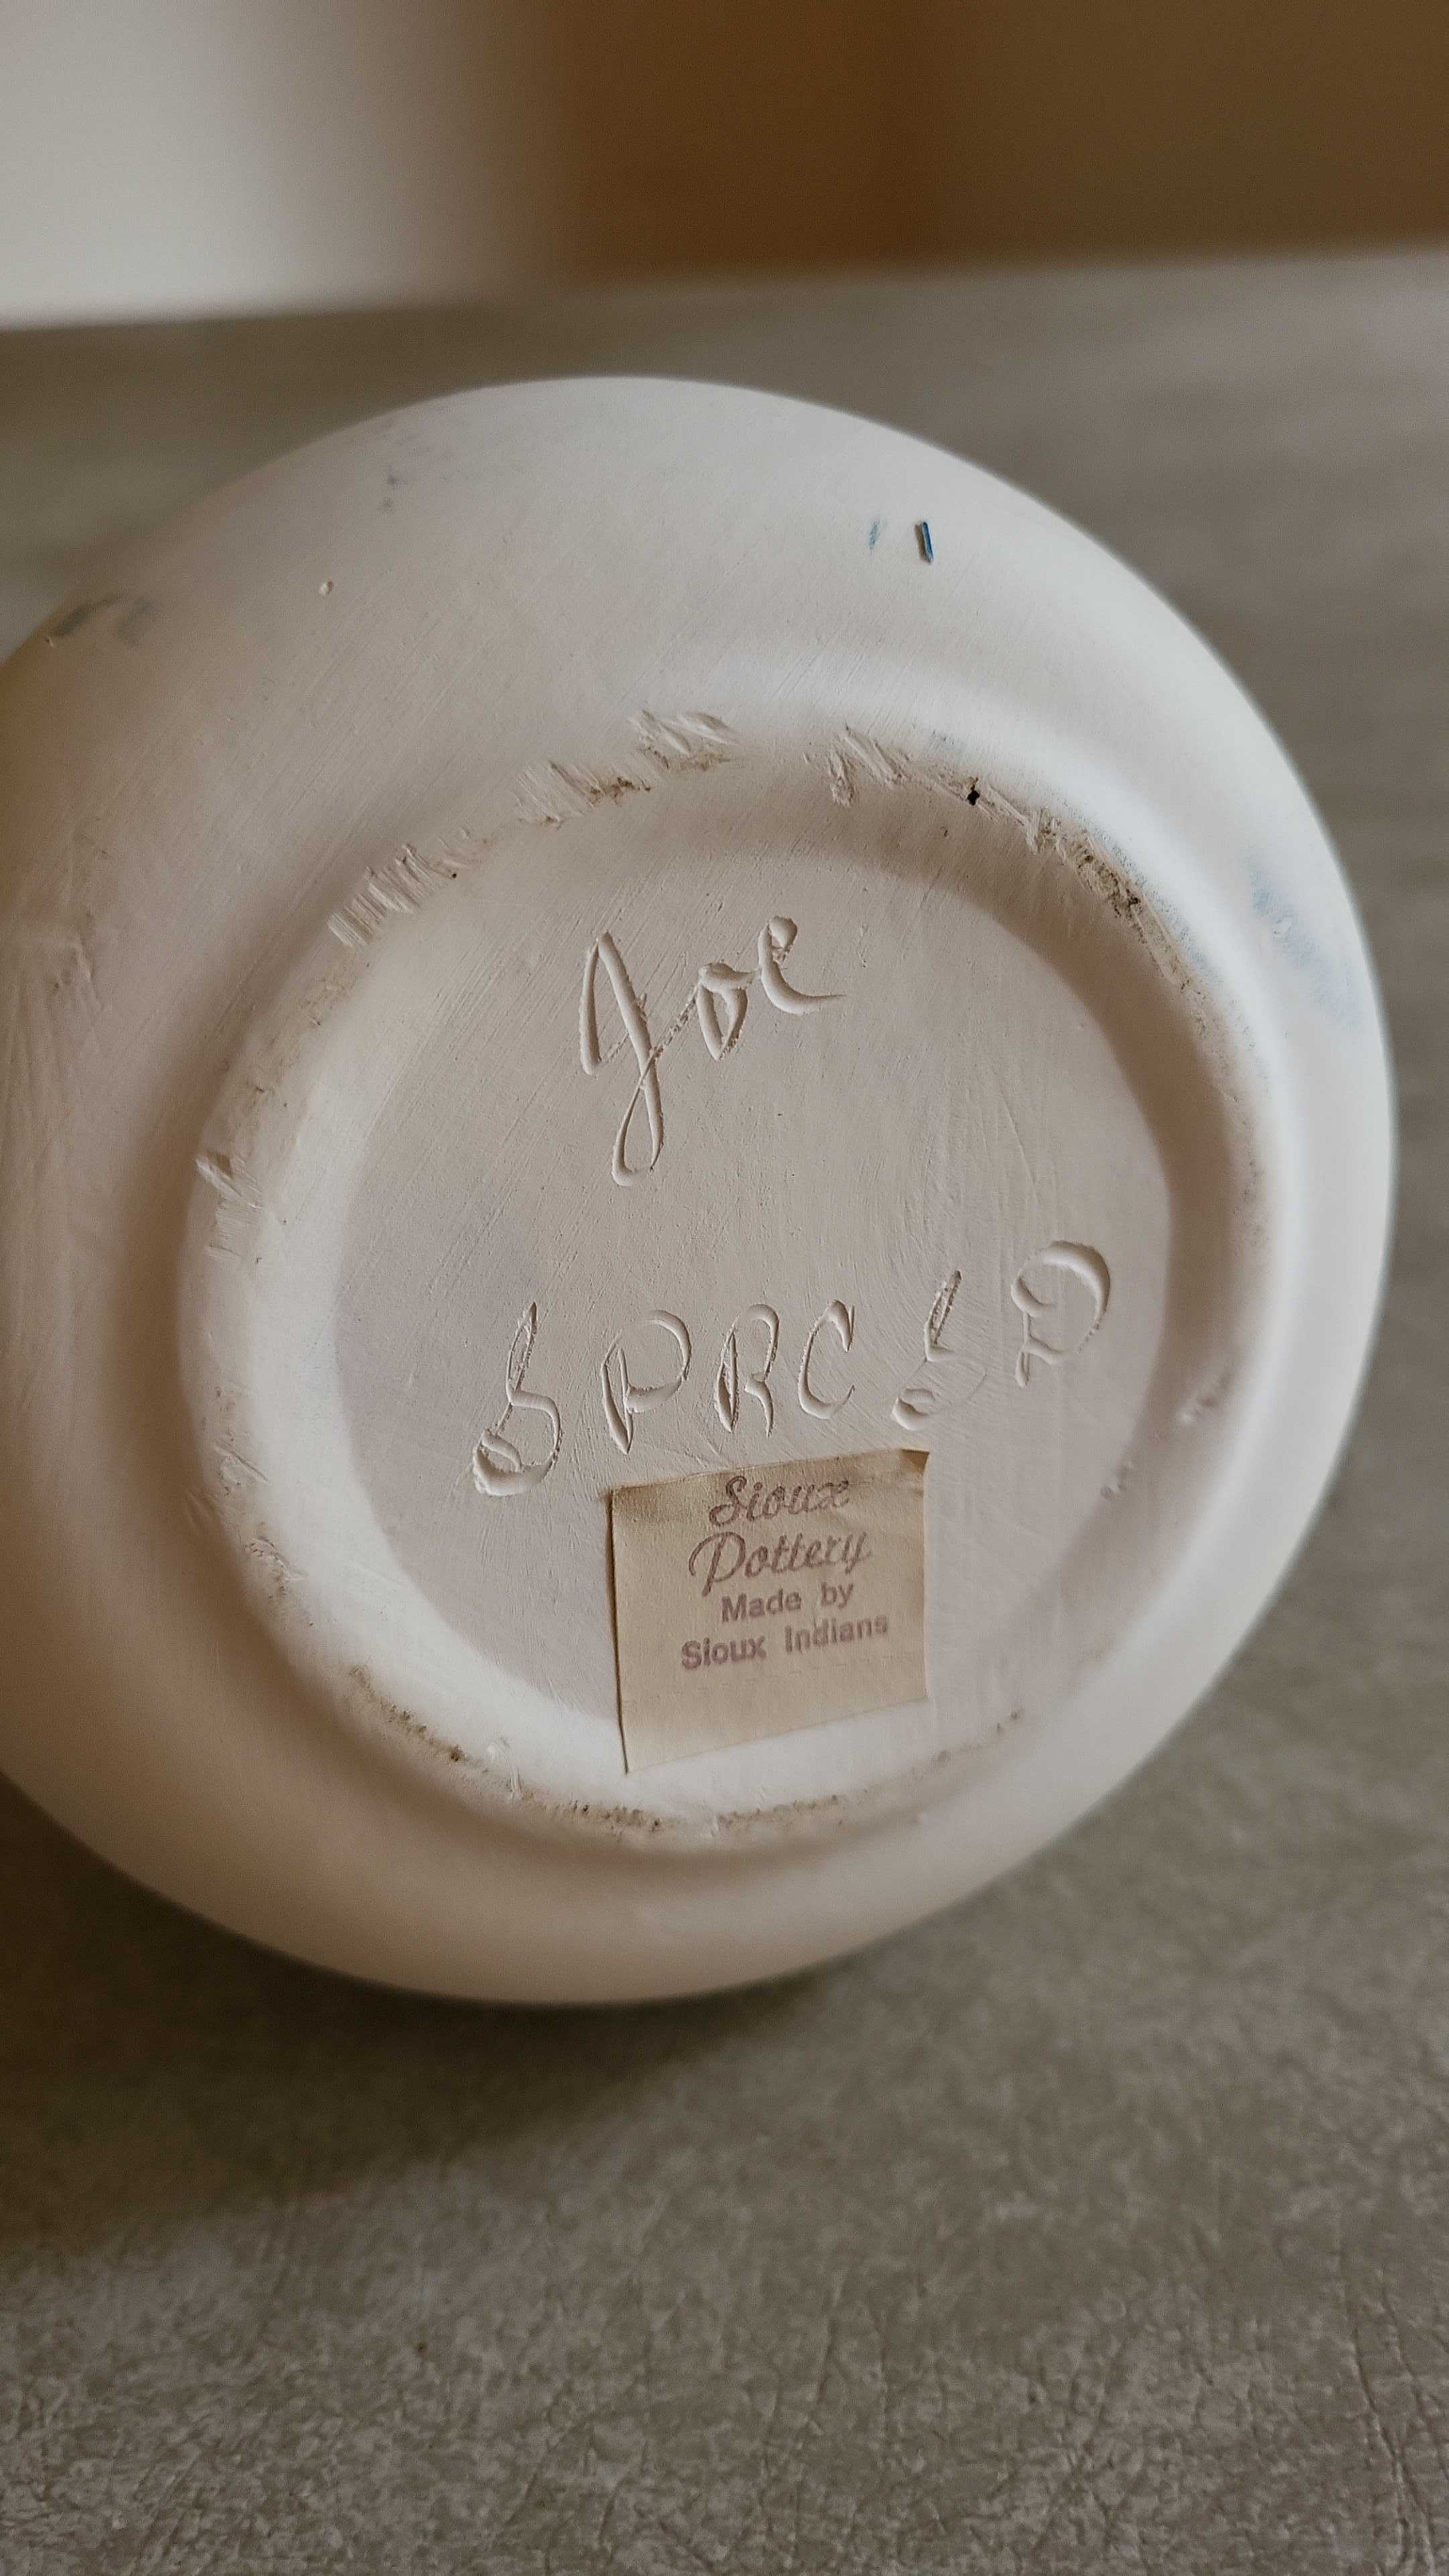 Joe
SPRC SD
Sioux
Pottery
Made by
Sioux Indians